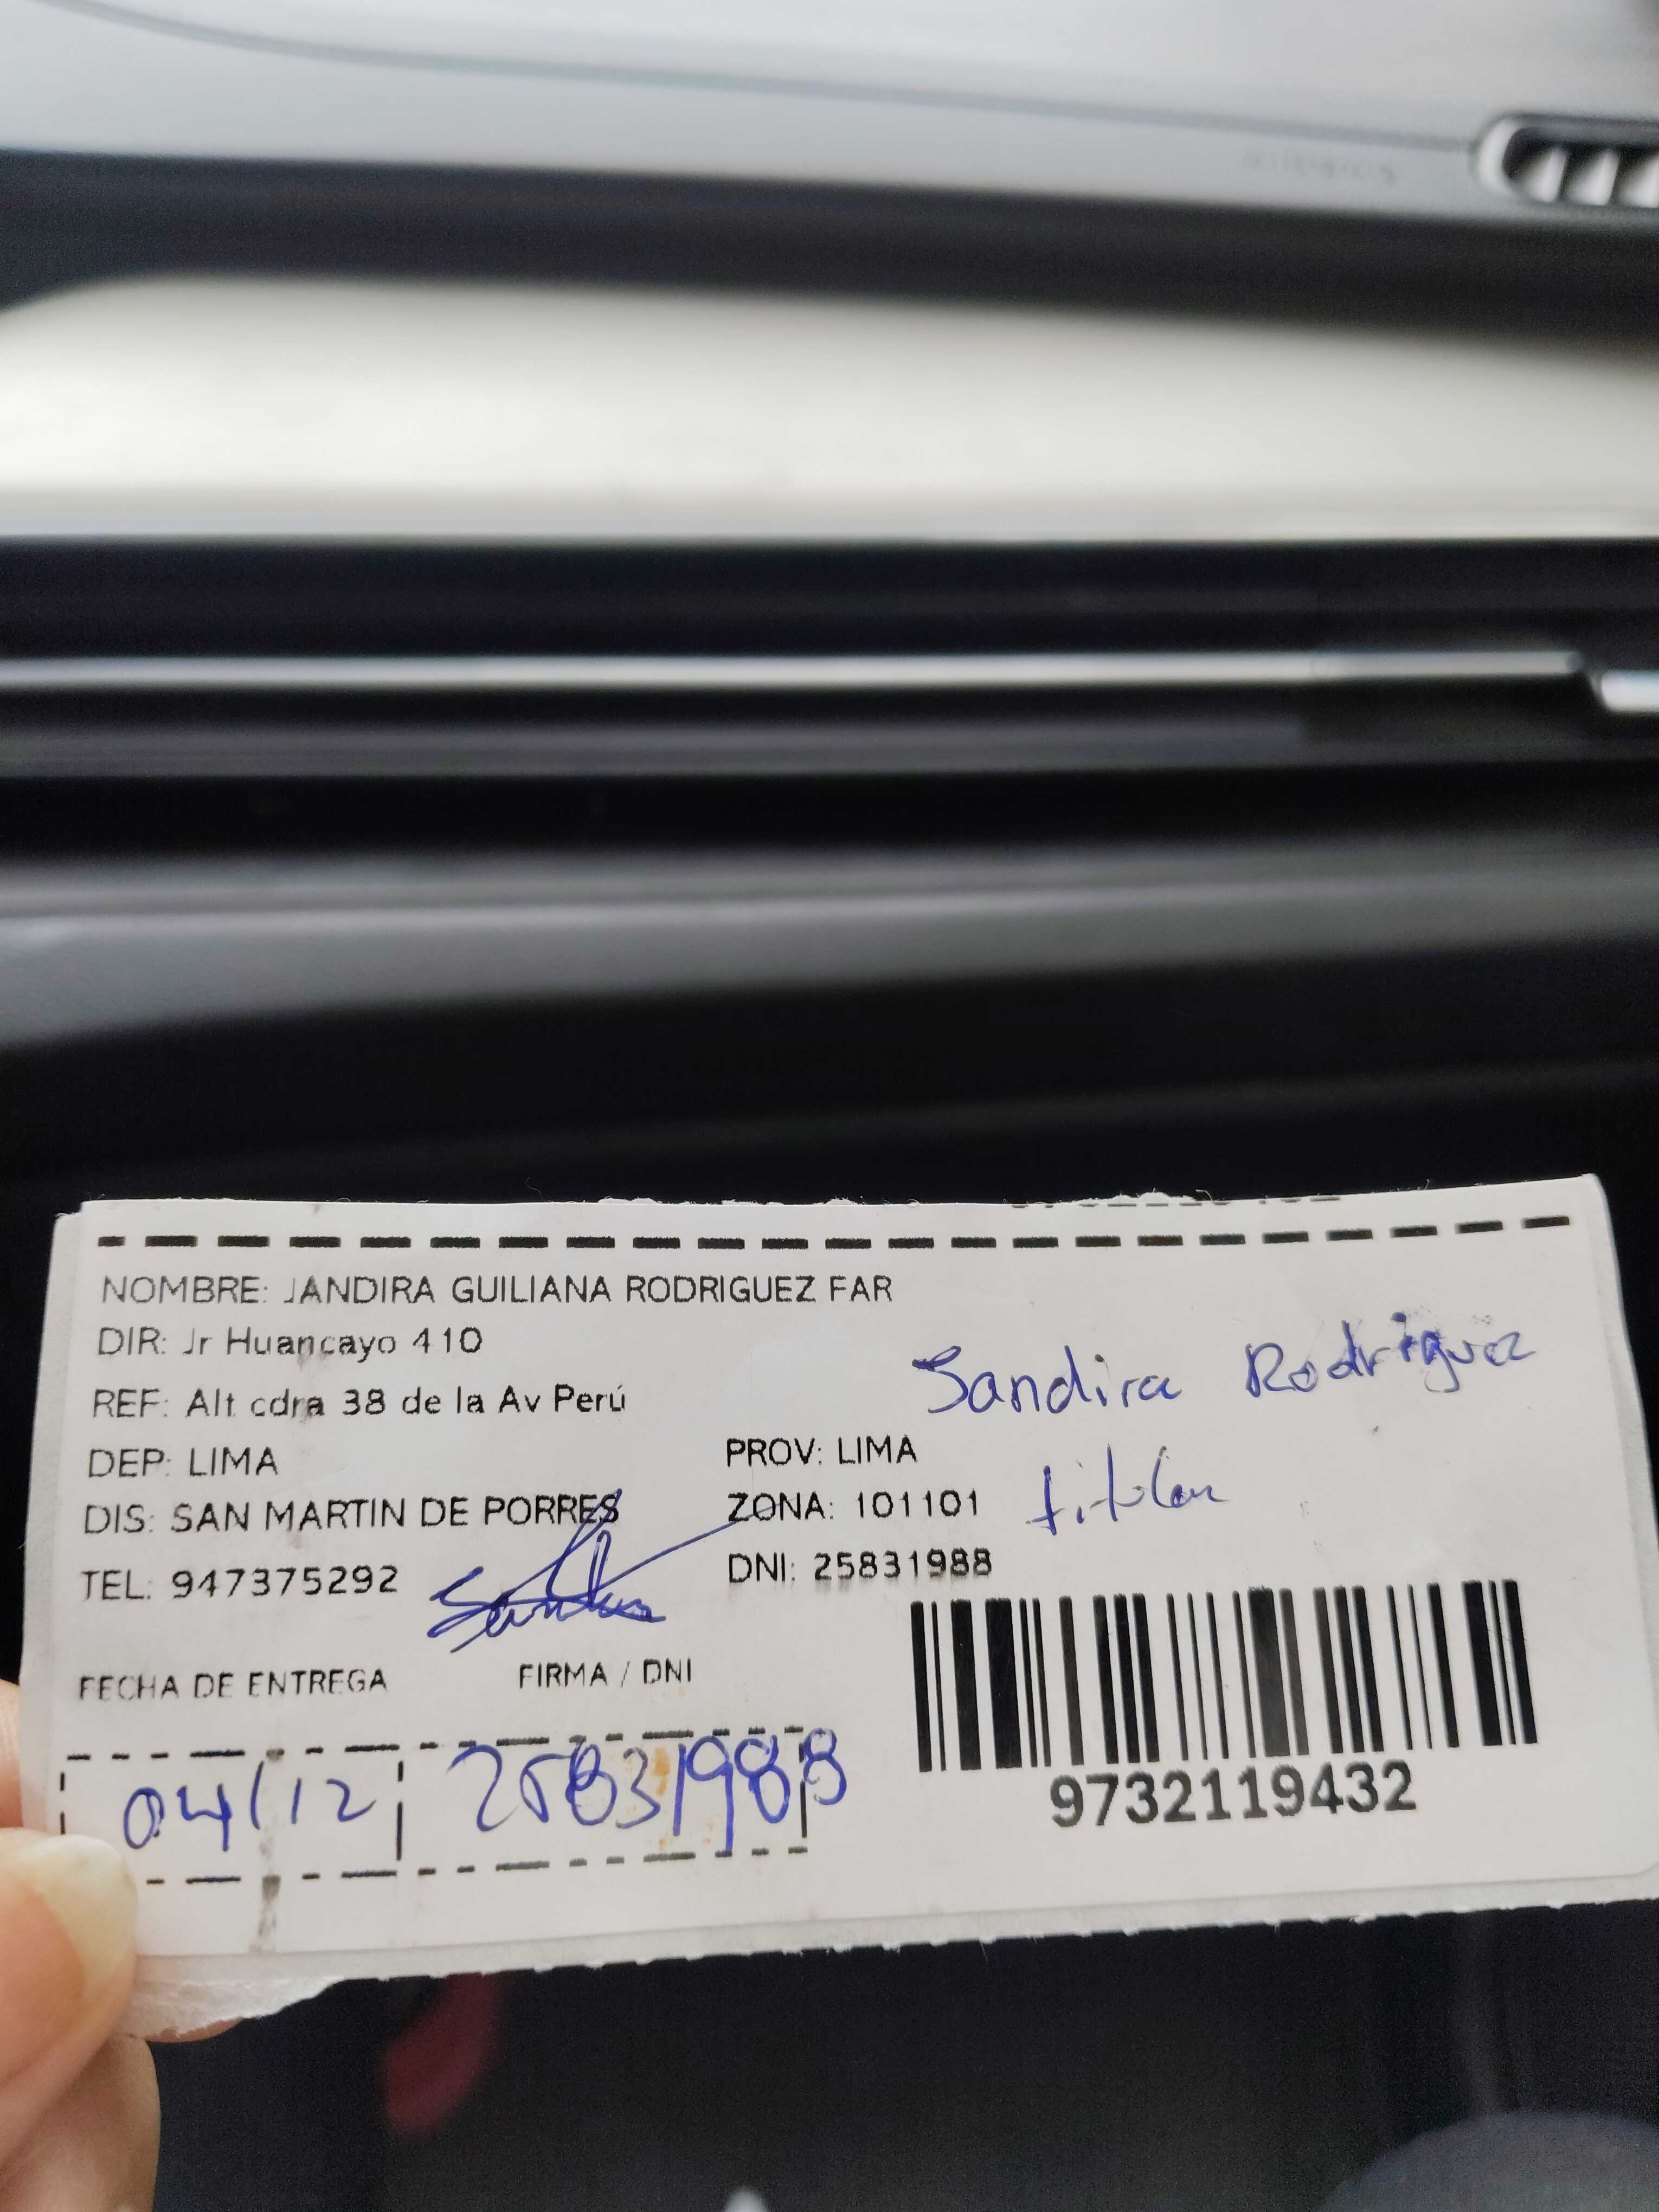 NOMBRE: JANDIRA GUILIANA RODRIGUEZ FAR
DIR: Jr Huancayo 410
Jandira Rodriguez
REF: Alt cdra 38 de la Av Perú
DEP: LIMA
PROV: LIMA
titular
DIS: SAN MARTIN DE PORRES
ZONA: 101101
TEL: 947375292
DNI: 25831988
FECHA DE ENTREGA
FIRMA / DNI
04/12
25831988
9732119432